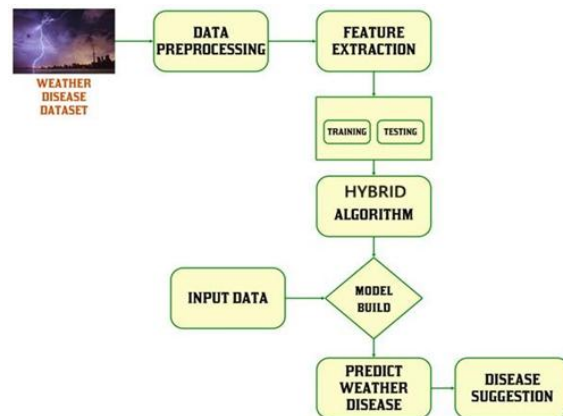 WEATHER
DISEASE
DATASET
DATA
PREPROCESSING
FEATURE
EXTRACTION
TRAINING
TESTING
HYBRID
ALGORITHM
INPUT DATA
MODEL
BUILD
PREDICT
WEATHER
DISEASE
DISEASE
SUGGESTION